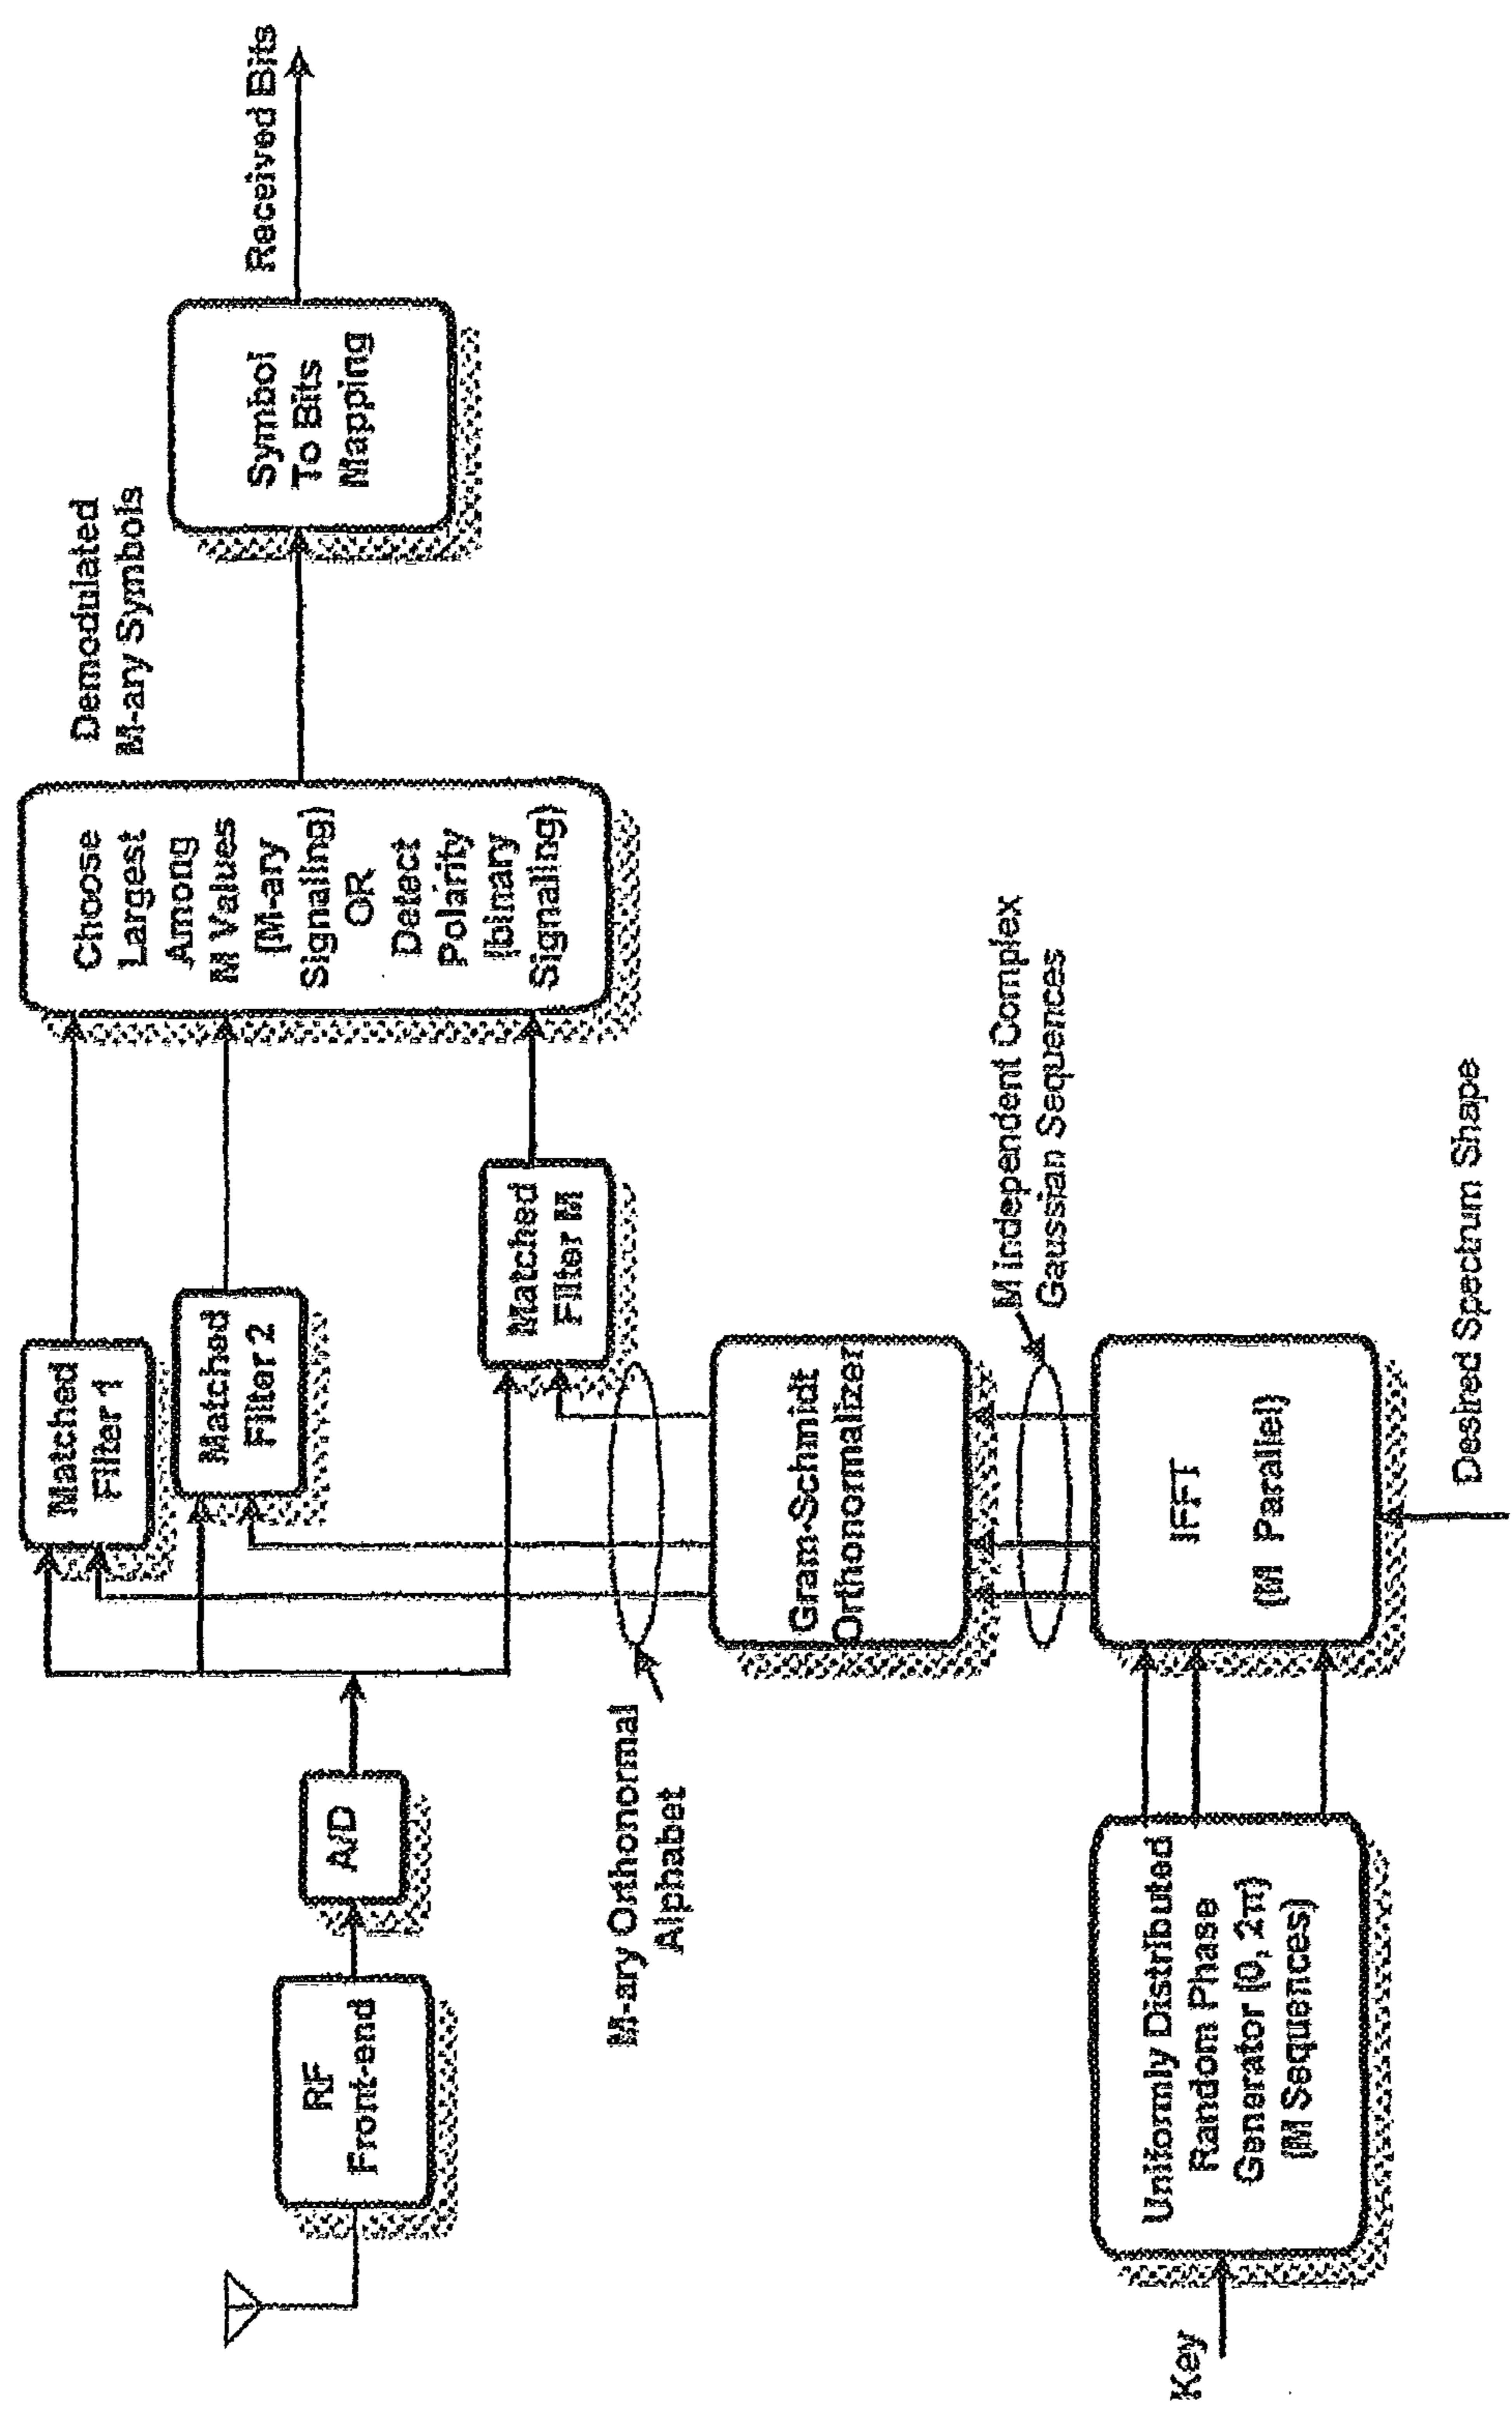 RF
Front-end
A/D
Matched
Filter 1
Matched
Filter 2
Matched
Filter M
Choose
Largest
Among
M Values
(M-ary
Signaling)
OR
Detect
Polarity
(binary
Signaling)
Demodulated
M-ary Symbols
Symbol
To Bits
Mapping
Received Bits
M-ary Orthonormal
Alphabet
Gram-Schmidt
Orthonormalizer
M Independent Complex
Gaussian Sequences
Key
Uniformly Distributed
Random Phase
Generator [0, 2π)
(M Sequences)
IFFT
(M Parallel)
Desired Spectrum Shape